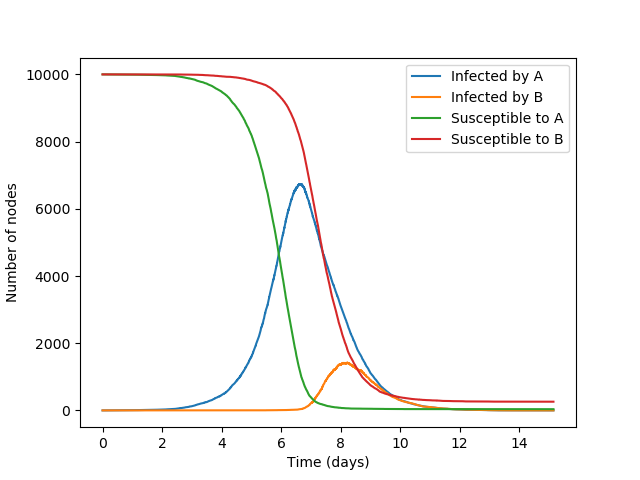 Number of nodes
10000
8000
6000
4000
2000
0
Infected by A
Infected by B
Susceptible to A
Susceptible to B
0 2 4 6 8 10 12 14
Time (days)